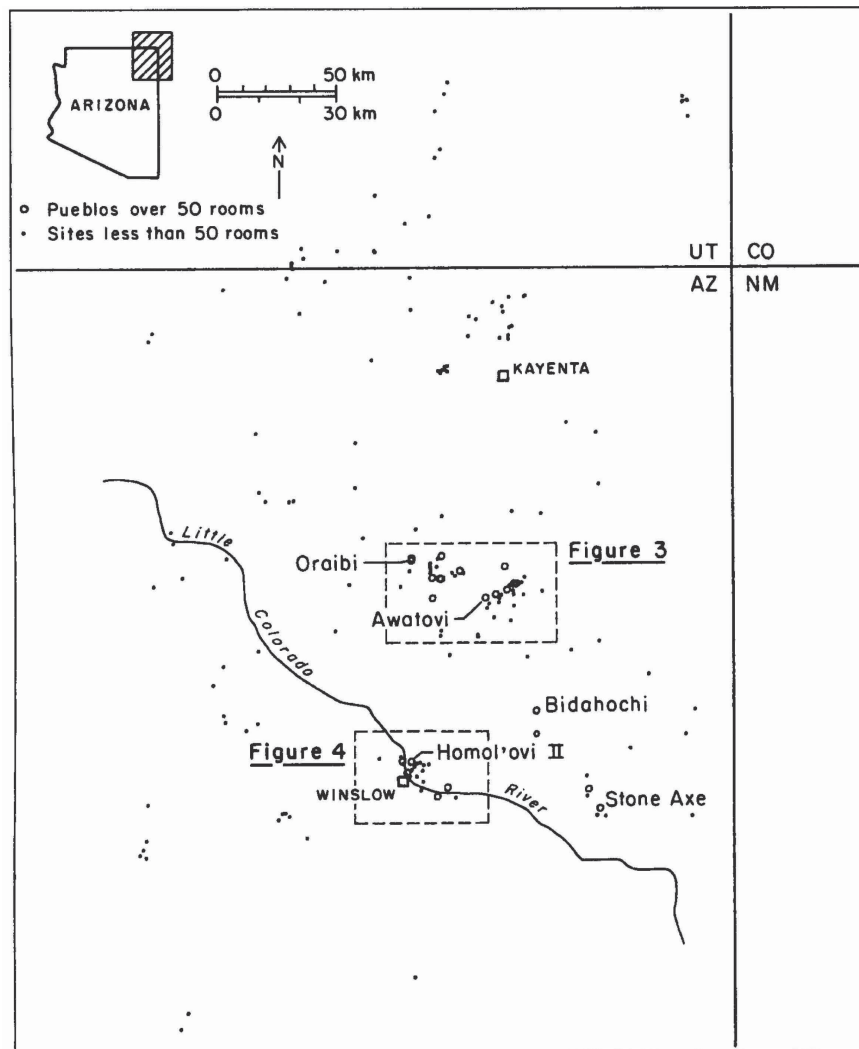 ARIZONA
0 50 km
0 30 km
N
Pueblos over 50 rooms
Sites less than 50 rooms
UT CO
AZ NM
KAYENTA
Little
Colorado
River
Oraibi
Figure 3
Awatovi
Bidahochi
Figure 4
Homol'ovi II
WINSLOW
Stone Axe